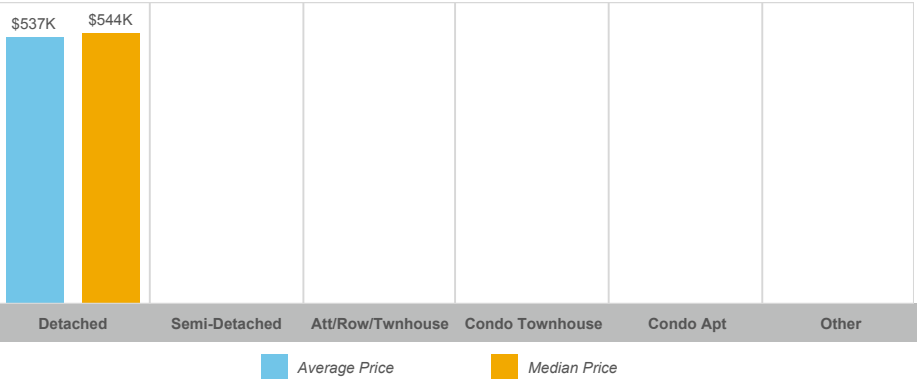 $537K
$544K
Detached
Semi-Detached
Att/Row/Twnhouse
Condo Townhouse
Condo Apt
Other
Average Price
Median Price